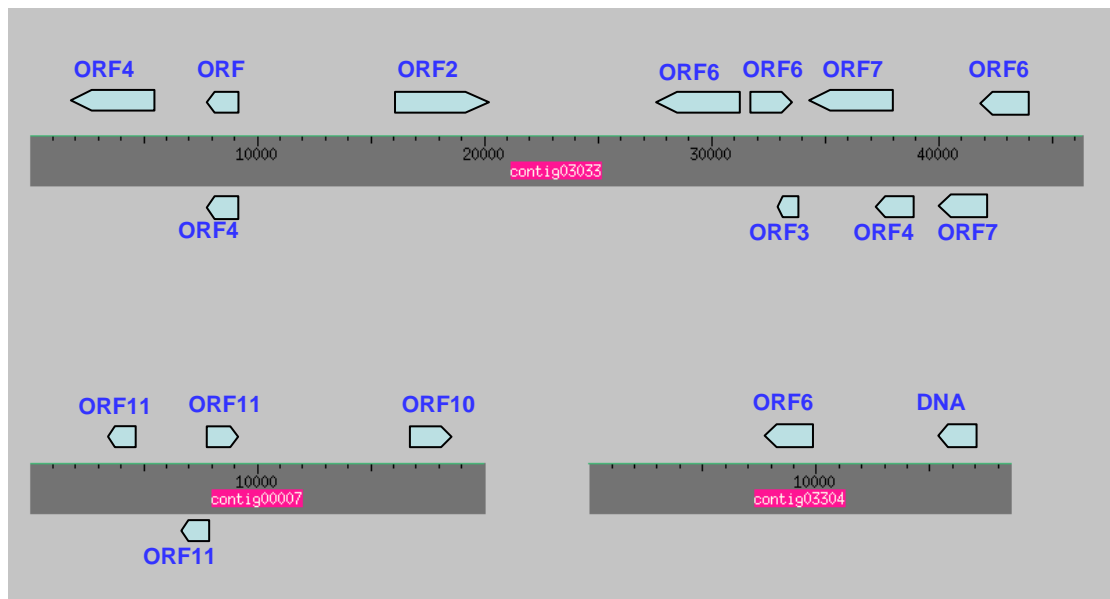 ORF4 ORF ORF2 ORF6 ORF6 ORF7 ORF6
10000 20000 30000 40000
contig03033
ORF4 ORF3 ORF4 ORF7
ORF11 ORF11 ORF10 ORF6 DNA
10000 10000
contig00007 contig03304
ORF11